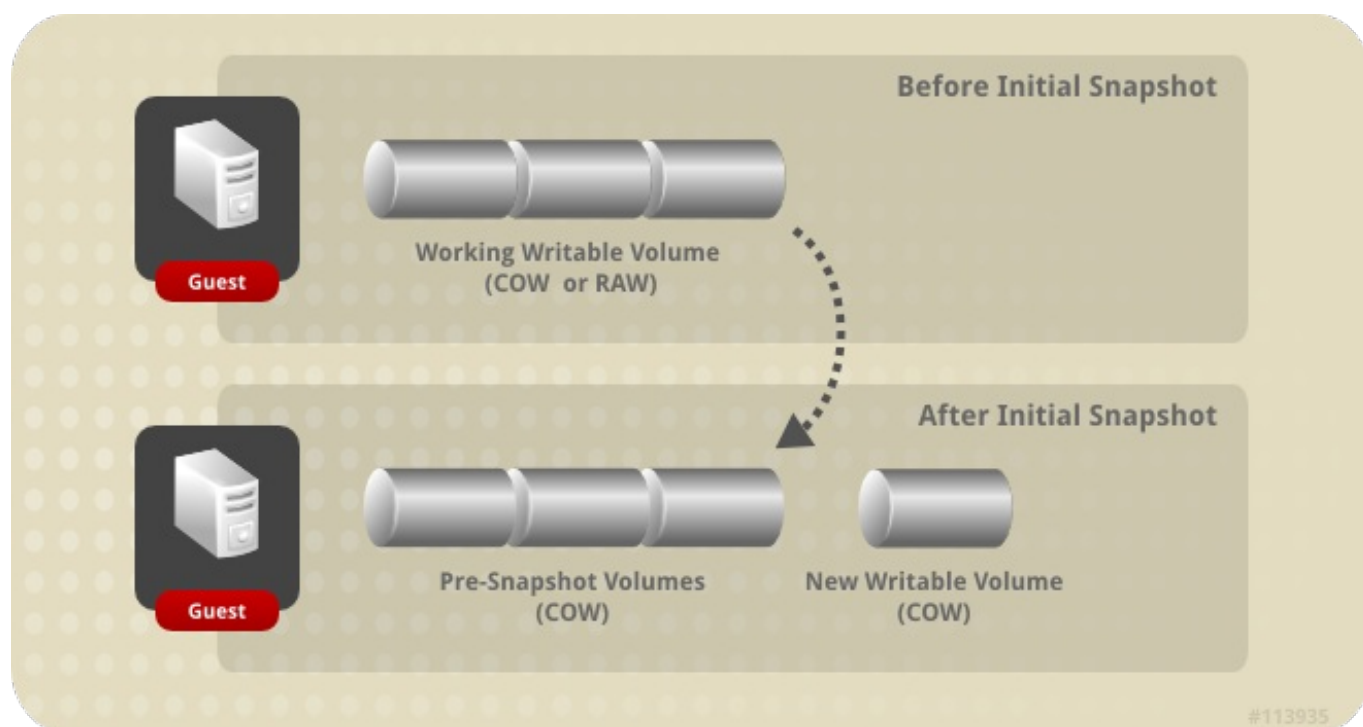 Before Initial Snapshot
Guest
Working Writable Volume
(COW or RAW)
After Initial Snapshot
Guest
Pre-Snapshot Volumes
(COW)
New Writable Volume
(COW)
#113935